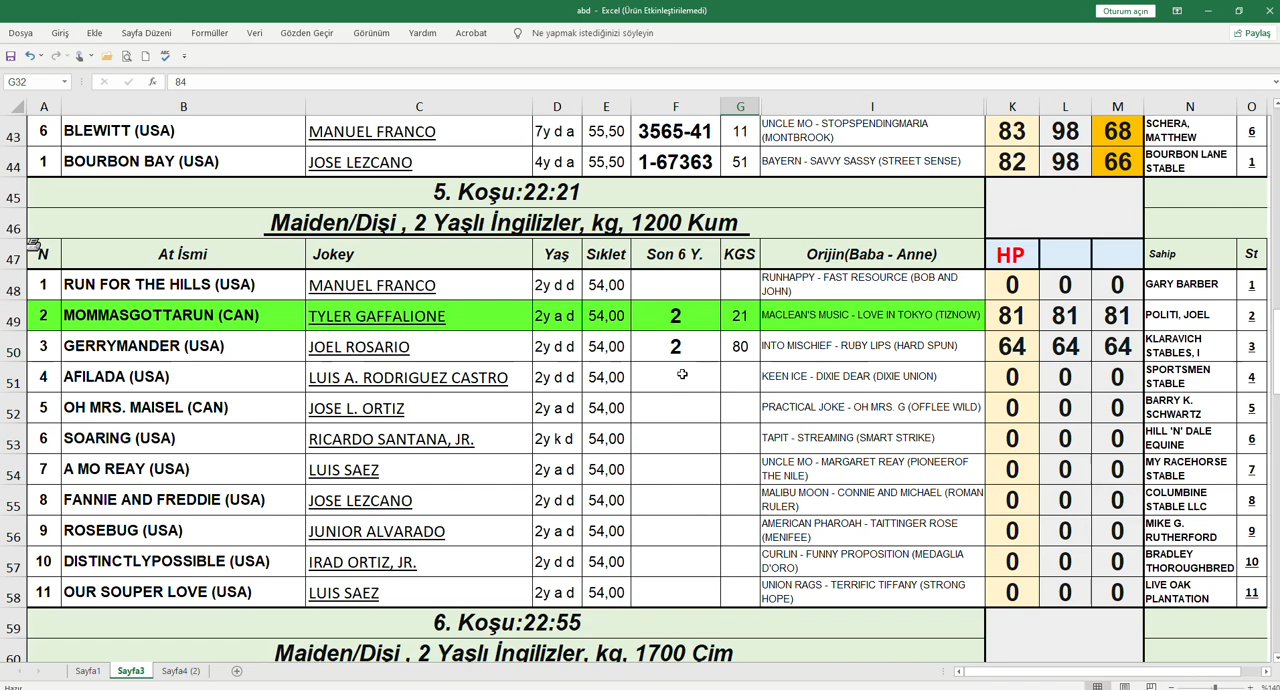 abd - Excel (Ürün Etkinleştirilemedi)
Oturum açın
Dosya Giriş Ekle Sayfa Düzeni Formüller Veri Gözden Geçir Görünüm Yardım Acrobat Ne yapmak istediğinizi söyleyin Paylaş
G32 fx 84
A B C D E F G I K L M N O
43 6 BLEWITT (USA) MANUEL FRANCO 7y d a 55,50 3565-41 11 UNCLE MO - STOPSPENDINGMARIA (MONTBROOK) 83 98 68 SCHERA, MATTHEW 6
44 1 BOURBON BAY (USA) JOSE LEZCANO 4y d a 55,50 1-67363 51 BAYERN - SAVVY SASSY (STREET SENSE) 82 98 66 BOURBON LANE STABLE 1
45 5. Koşu:22:21
46 Maiden/Dişi , 2 Yaşlı İngilizler, kg, 1200 Kum
47 N At İsmi Jokey Yaş Sıklet Son 6 Y. KGS Orijin(Baba - Anne) HP Sahip St
48 1 RUN FOR THE HILLS (USA) MANUEL FRANCO 2y d d 54,00 RUNHAPPY - FAST RESOURCE (BOB AND JOHN) 0 0 0 GARY BARBER 1
49 2 MOMMASGOTTARUN (CAN) TYLER GAFFALIONE 2y a d 54,00 2 21 MACLEAN'S MUSIC - LOVE IN TOKYO (TIZNOW) 81 81 81 POLITI, JOEL 2
50 3 GERRYMANDER (USA) JOEL ROSARIO 2y d d 54,00 2 80 INTO MISCHIEF - RUBY LIPS (HARD SPUN) 64 64 64 KLARAVICH STABLES, I 3
51 4 AFILADA (USA) LUIS A. RODRIGUEZ CASTRO 2y d d 54,00 KEEN ICE - DIXIE DEAR (DIXIE UNION) 0 0 0 SPORTSMEN STABLE 4
52 5 OH MRS. MAISEL (CAN) JOSE L. ORTIZ 2y a d 54,00 PRACTICAL JOKE - OH MRS. G (OFFLEE WILD) 0 0 0 BARRY K. SCHWARTZ 5
53 6 SOARING (USA) RICARDO SANTANA, JR. 2y k d 54,00 TAPIT - STREAMING (SMART STRIKE) 0 0 0 HILL 'N' DALE EQUINE 6
54 7 A MO REAY (USA) LUIS SAEZ 2y a d 54,00 UNCLE MO - MARGARET REAY (PIONEEROF THE NILE) 0 0 0 MY RACEHORSE STABLE 7
55 8 FANNIE AND FREDDIE (USA) JOSE LEZCANO 2y d d 54,00 MALIBU MOON - CONNIE AND MICHAEL (ROMAN RULER) 0 0 0 COLUMBINE STABLE LLC 8
56 9 ROSEBUG (USA) JUNIOR ALVARADO 2y d d 54,00 AMERICAN PHAROAH - TAITTINGER ROSE (MENIFEE) 0 0 0 MIKE G. RUTHERFORD 9
57 10 DISTINCTLYPOSSIBLE (USA) IRAD ORTIZ, JR. 2y d d 54,00 CURLIN - FUNNY PROPOSITION (MEDAGLIA D'ORO) 0 0 0 BRADLEY THOROUGHBRED 10
58 11 OUR SOUPER LOVE (USA) LUIS SAEZ 2y a d 54,00 UNION RAGS - TERRIFIC TIFFANY (STRONG HOPE) 0 0 0 LIVE OAK PLANTATION 11
59 6. Koşu:22:55
60 Maiden/Dişi , 2 Yaşlı İngilizler, kg, 1700 Çim
Sayfa1 Sayfa3 Sayfa4 (2)
Hazır %140